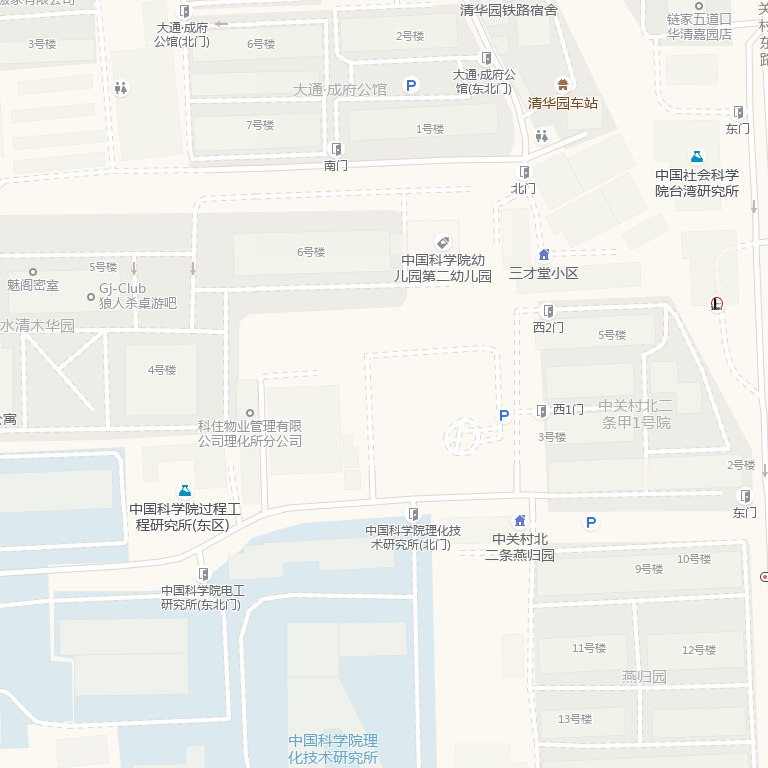 清华园铁路宿舍
链家五道口
华清嘉园店
关
村
东
路
大通·成府
公馆(北门)
3号楼
6号楼
2号楼
大通·成府公
馆(东北门)
大通·成府公馆
P
清华园车站
7号楼
1号楼
东门
南门
北门
中国社会科学
院台湾研究所
6号楼
中国科学院幼
儿园第二幼儿园
三才堂小区
5号楼
魅阁密室
Gj-Club
狼人杀桌游吧
水清木华园
西2门
5号楼
4号楼
中关村北二
条甲1号院
P
西1门
寓
科住物业管理有限
公司理化所分公司
3号楼
2号楼
中国科学院过程工
程研究所(东区)
东门
中国科学院理化技
术研究所(北门)
P
中关村北
二条燕归园
10号楼
9号楼
中国科学院电工
研究所(东北门)
11号楼
12号楼
燕归园
13号楼
中国科学院理
化技术研究所